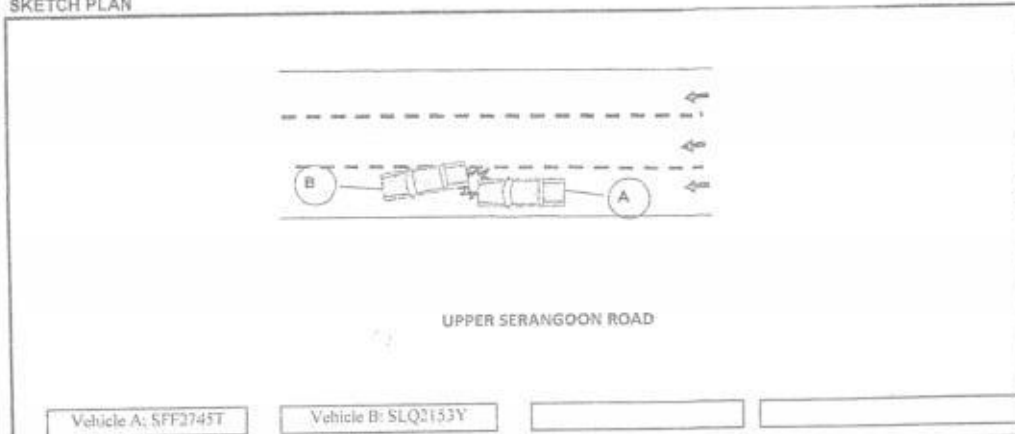 SKETCH PLAN
B
A
UPPER SERANGOON ROAD
Vehicle A: SFF2745T
Vehicle B: SLQ2153Y